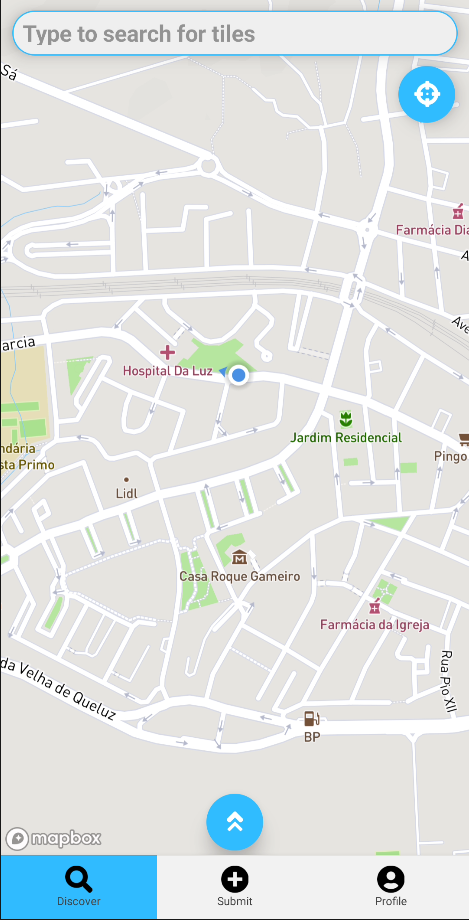 Type to search for tiles
Sá
Farmácia Dia
A
Ave
arcia
Hospital Da Luz
Jardim Residencial
ndária
sta Primo
Pingo
Lidl
Casa Roque Gameiro
Farmácia da Igreja
Rua Pio XII
da Velha de Queluz
BP
mapbox
Discover
Submit
Profile